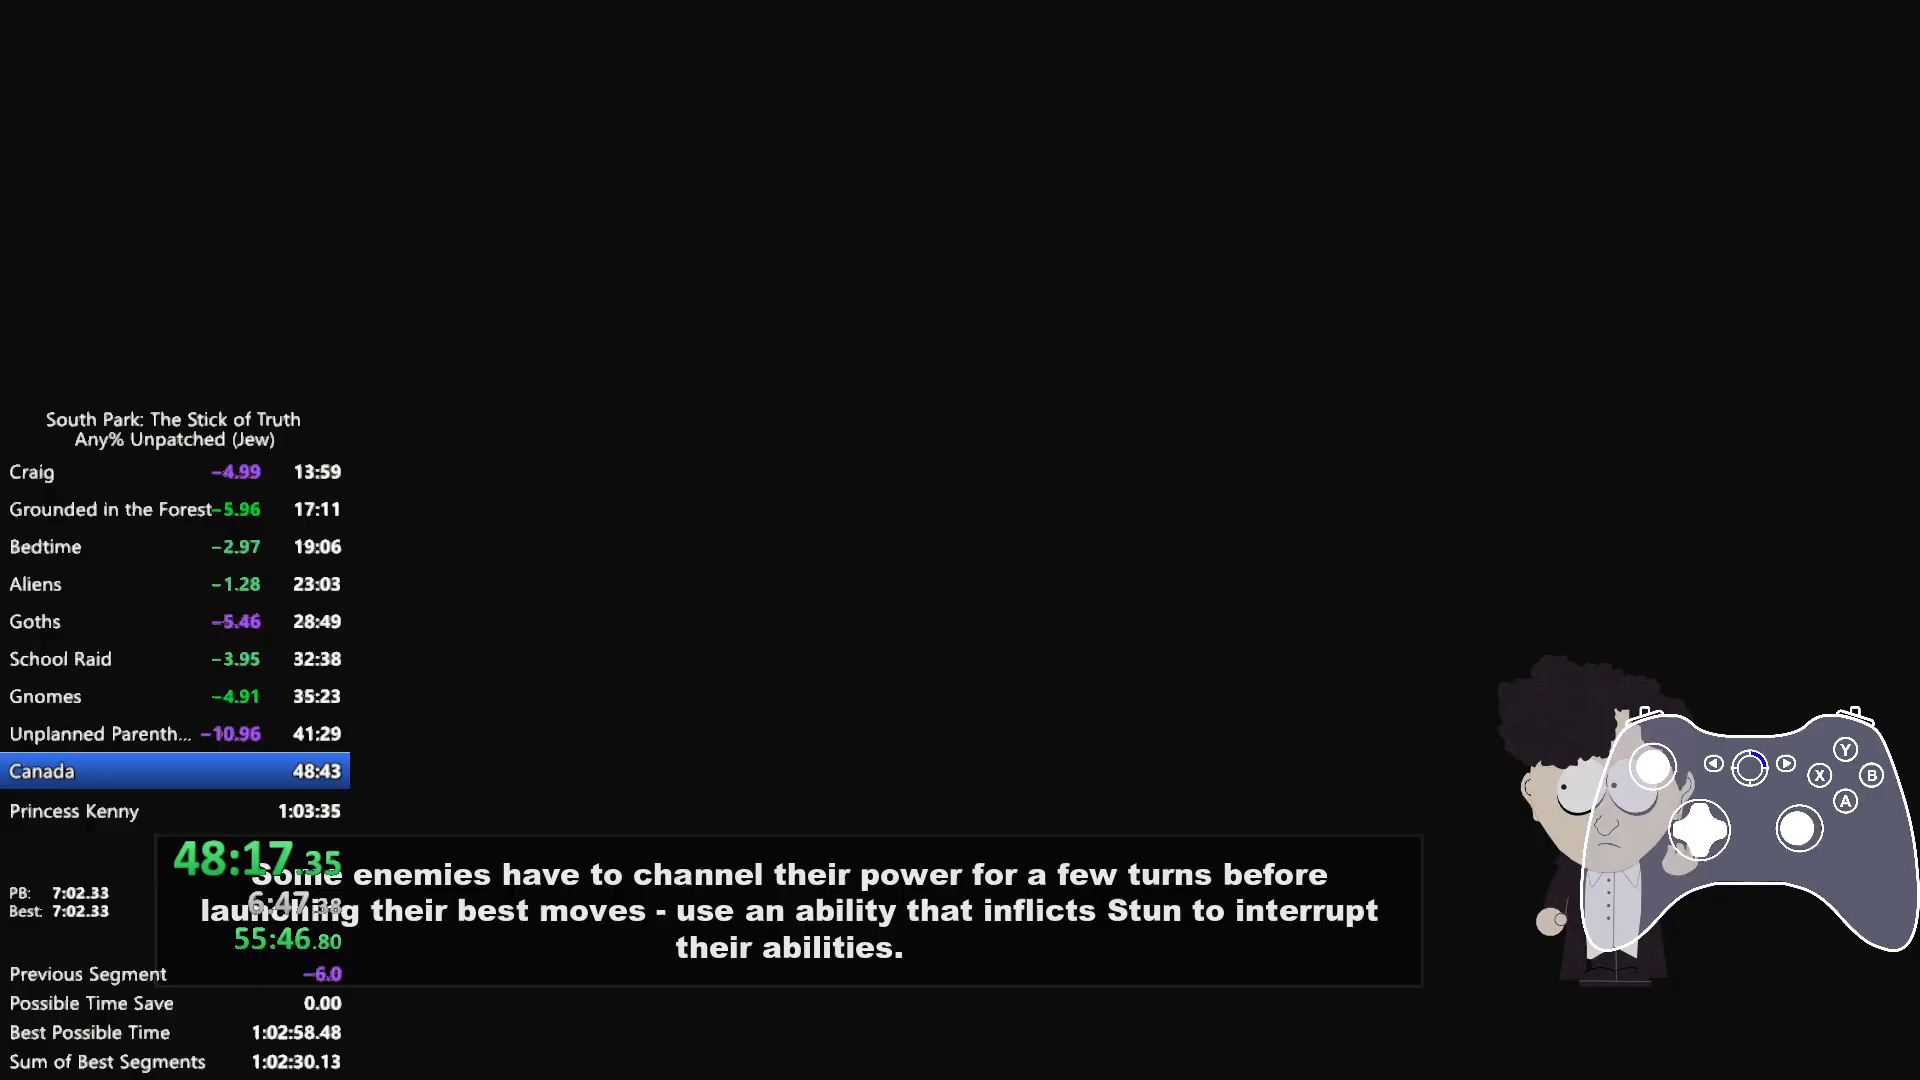 South Park: The Stick of Truth
Any% Unpatched (Jew)
Craig −4.99 13:59
Grounded in the Forest −5.96 17:11
Bedtime −2.97 19:06
Aliens −1.28 23:03
Goths −5.46 28:49
School Raid −3.95 32:38
Gnomes −4.91 35:23
Unplanned Parenth... −10.96 41:29
Canada 48:43
Princess Kenny 1:03:35
48:17.35
Some enemies have to channel their power for a few turns before
PB: 7:02.33
6:47.38
Best: 7:02.33
launching their best moves - use an ability that inflicts Stun to interrupt
55:46.80
their abilities.
Previous Segment −6.0
Possible Time Save 0.00
Best Possible Time 1:02:58.48
Sum of Best Segments 1:02:30.13
Y
X
B
A